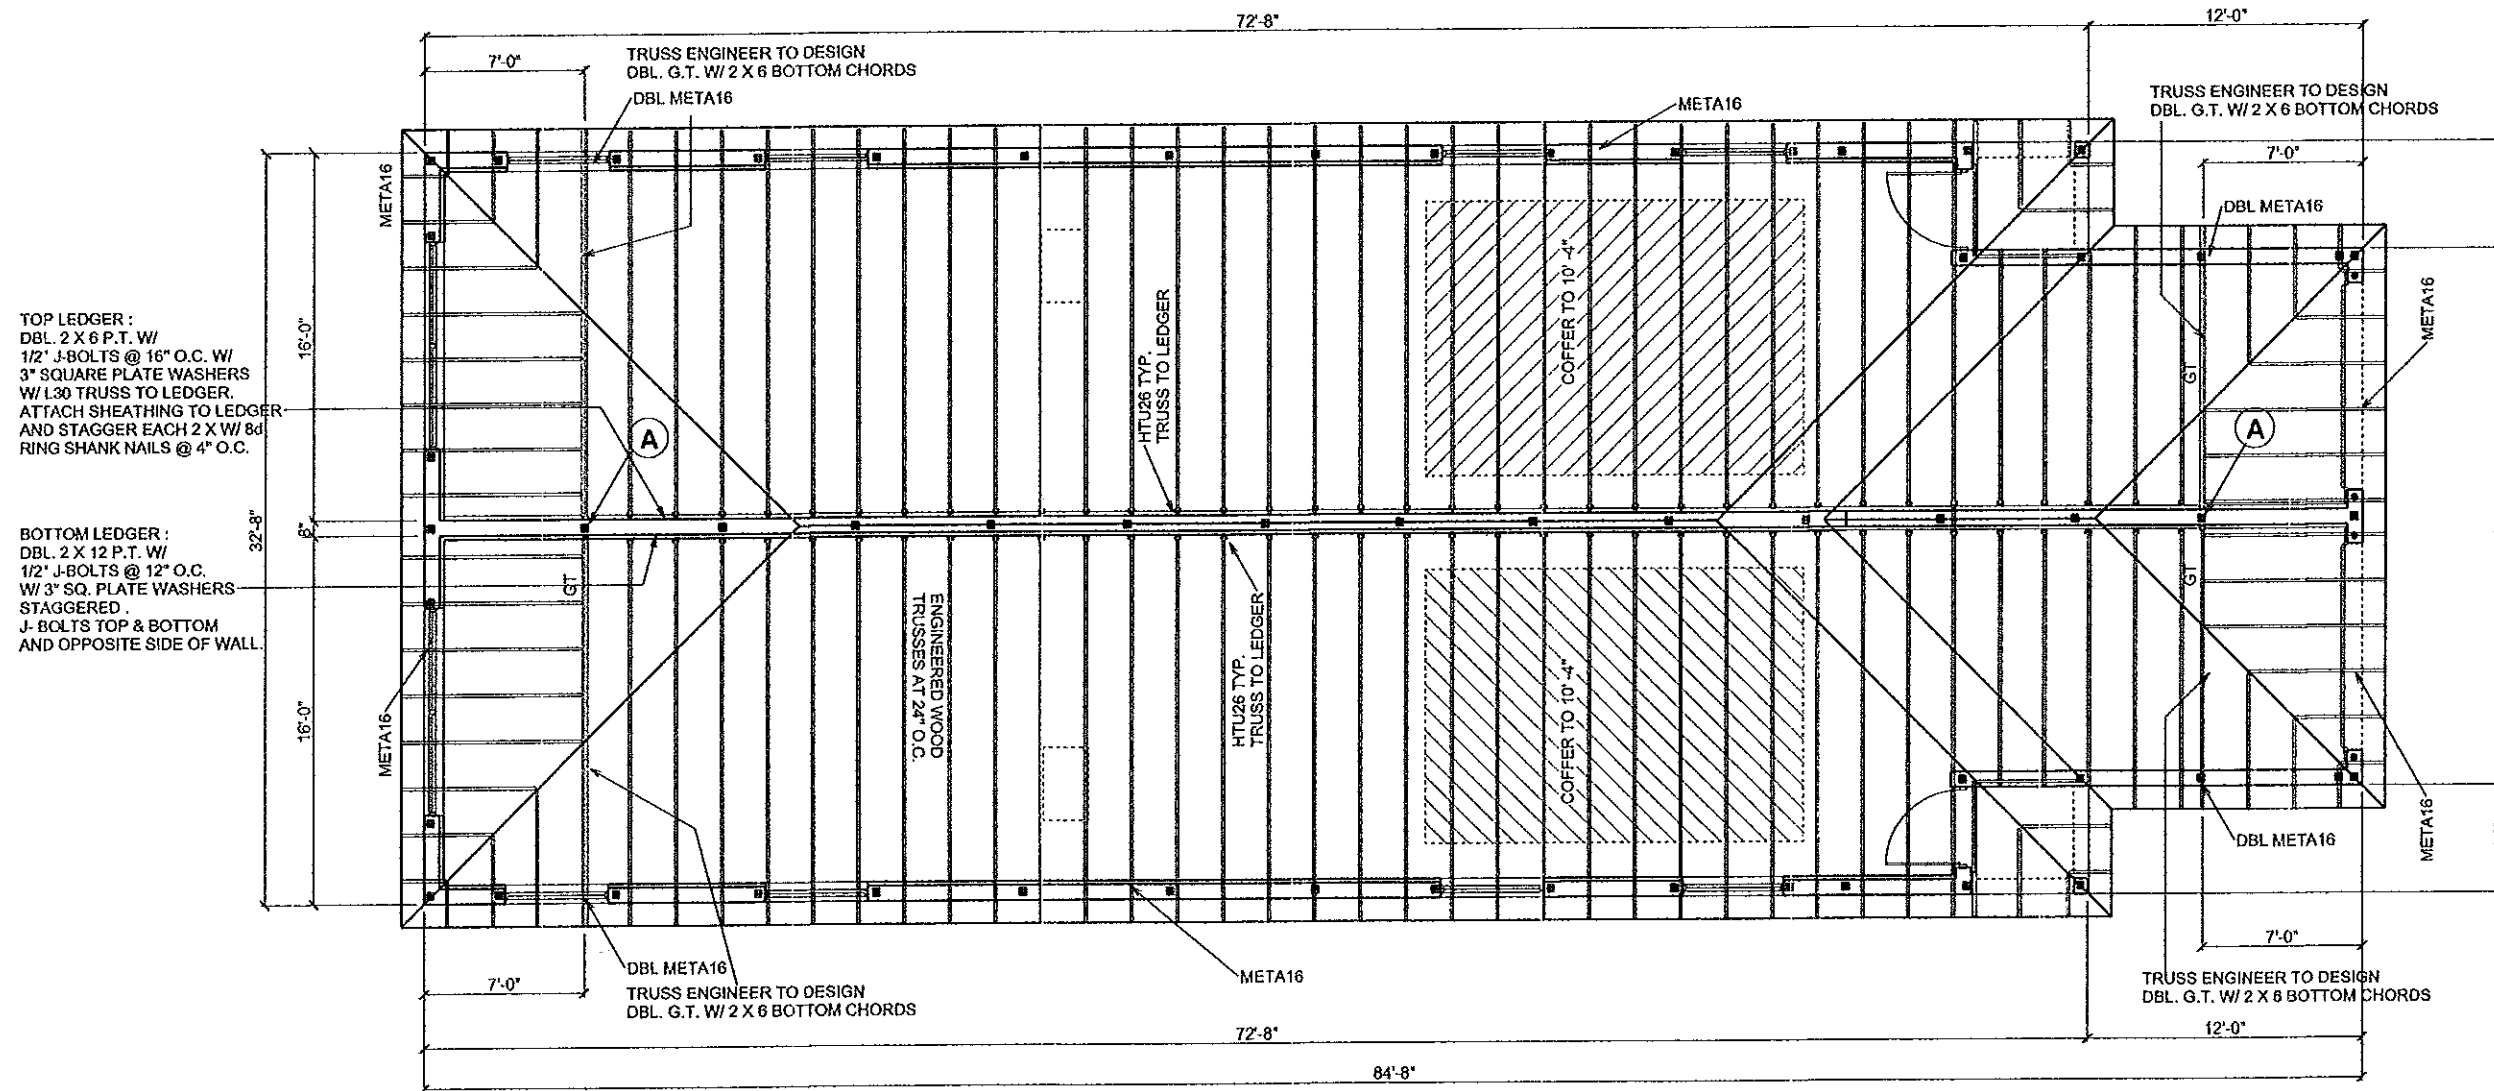 72'-8"
12'-0"
7'-0"
TRUSS ENGINEER TO DESIGN
DBL. G.T. W/ 2 X 6 BOTTOM CHORDS
DBL META16
META16
TRUSS ENGINEER TO DESIGN
DBL. G.T. W/ 2 X 6 BOTTOM CHORDS
7'-0"
DBL META16
META16
META16
TOP LEDGER :
DBL. 2 X 6 P.T. W/
1/2" J-BOLTS @ 16" O.C. W/
3" SQUARE PLATE WASHERS
W/ L30 TRUSS TO LEDGER.
ATTACH SHEATHING TO LEDGER
AND STAGGER EACH 2 X W/ 8d
RING SHANK NAILS @ 4" O.C.
16'-0"
A
HTU26 TYP.
TRUSS TO LEDGER
COFFER TO 10'-4"
GT
A
BOTTOM LEDGER :
DBL. 2 X 12 P.T. W/
1/2" J-BOLTS @ 12" O.C.
W/ 3" SQ. PLATE WASHERS
STAGGERED .
J- BOLTS TOP & BOTTOM
AND OPPOSITE SIDE OF WALL.
32'-8"
8"
16'-0"
META16
GT
ENGINEERED WOOD
TRUSSES AT 24" O.C.
HTU26 TYP.
TRUSS TO LEDGER
COFFER TO 10'-4"
GT
META16
DBL META16
7'-0"
DBL META16
TRUSS ENGINEER TO DESIGN
DBL. G.T. W/ 2 X 6 BOTTOM CHORDS
META16
7'-0"
TRUSS ENGINEER TO DESIGN
DBL. G.T. W/ 2 X 6 BOTTOM CHORDS
72'-8"
12'-0"
84'-8"